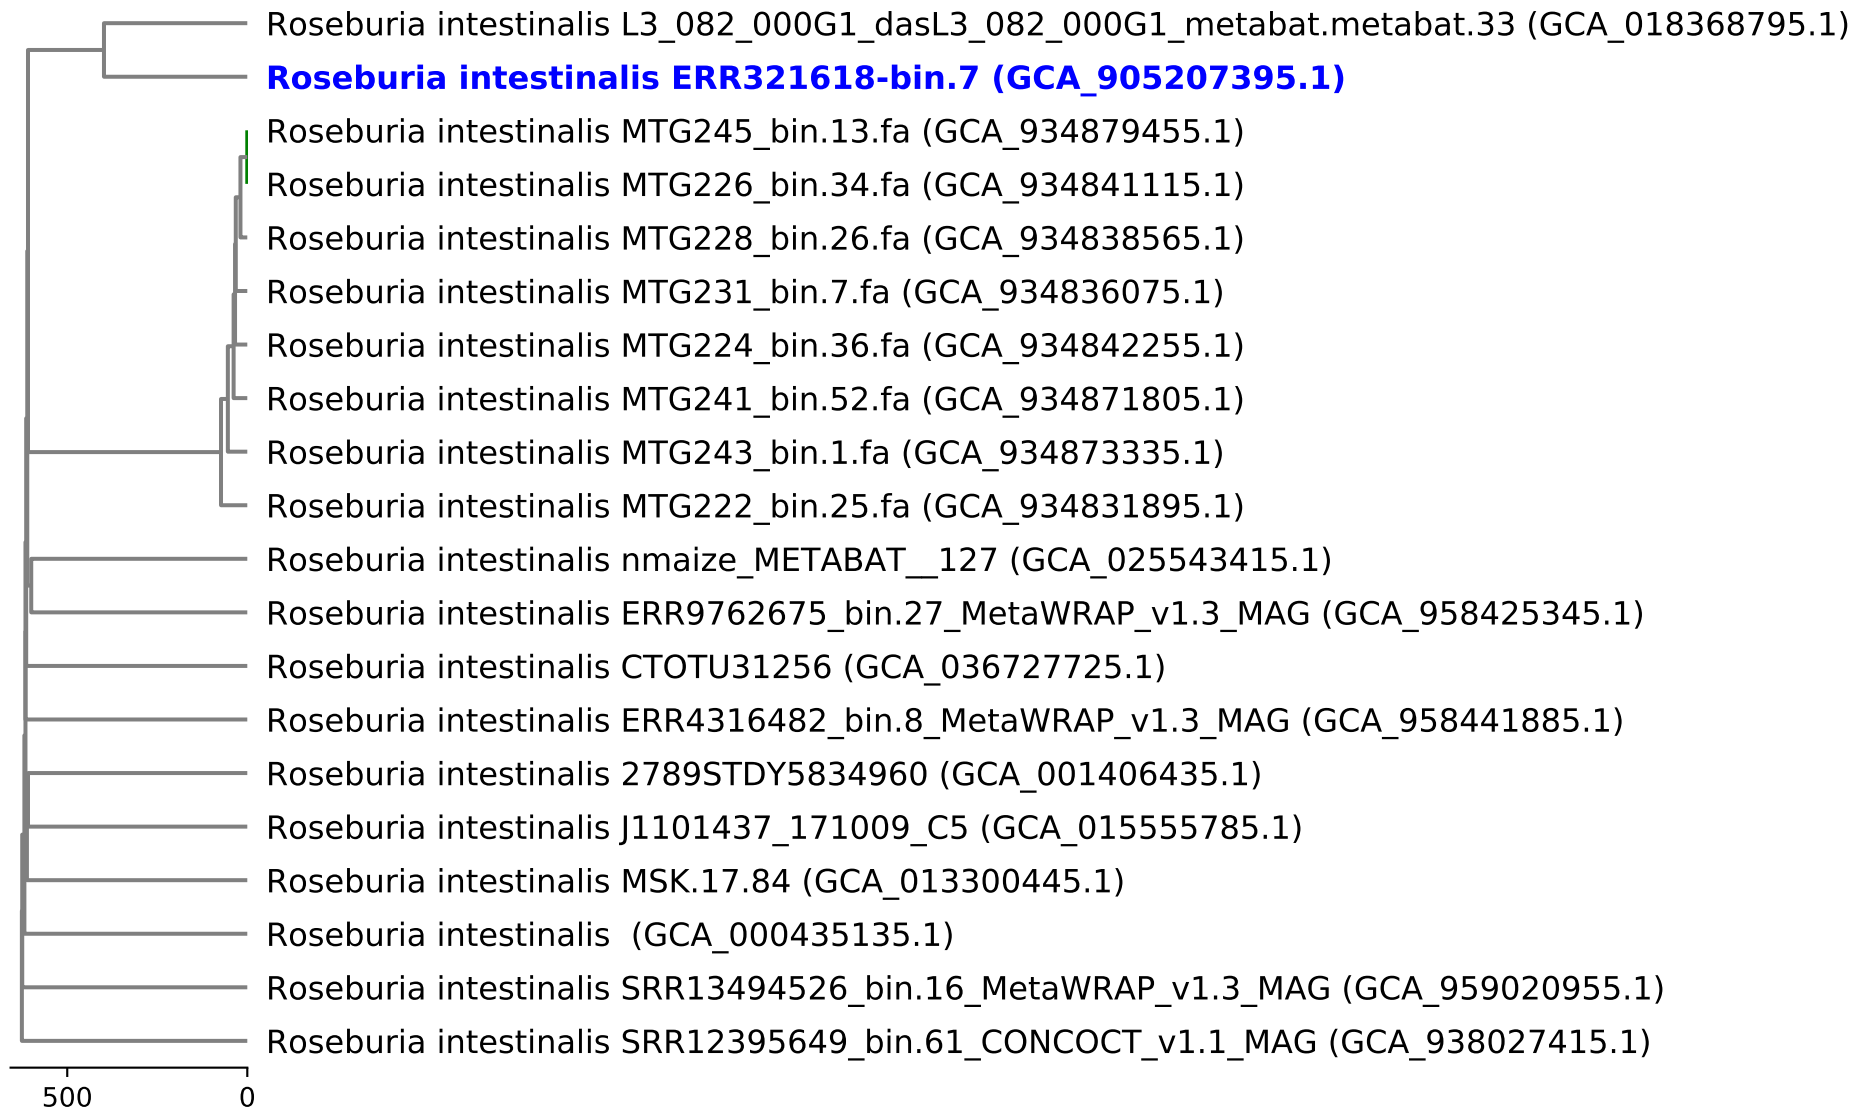 Roseburia intestinalis L3_082_000G1_dasL3_082_000G1_metabat.metabat.33 (GCA_018368795.1)
Roseburia intestinalis ERR321618-bin.7 (GCA_905207395.1)
Roseburia intestinalis MTG245_bin.13.fa (GCA_934879455.1)
Roseburia intestinalis MTG226_bin.34.fa (GCA_934841115.1)
Roseburia intestinalis MTG228_bin.26.fa (GCA_934838565.1)
Roseburia intestinalis MTG231_bin.7.fa (GCA_934836075.1)
Roseburia intestinalis MTG224_bin.36.fa (GCA_934842255.1)
Roseburia intestinalis MTG241_bin.52.fa (GCA_934871805.1)
Roseburia intestinalis MTG243_bin.1.fa (GCA_934873335.1)
Roseburia intestinalis MTG222_bin.25.fa (GCA_934831895.1)
Roseburia intestinalis nmaize_METABAT__127 (GCA_025543415.1)
Roseburia intestinalis ERR9762675_bin.27_MetaWRAP_v1.3_MAG (GCA_958425345.1)
Roseburia intestinalis CTOTU31256 (GCA_036727725.1)
Roseburia intestinalis ERR4316482_bin.8_MetaWRAP_v1.3_MAG (GCA_958441885.1)
Roseburia intestinalis 2789STDY5834960 (GCA_001406435.1)
Roseburia intestinalis J1101437_171009_C5 (GCA_015555785.1)
Roseburia intestinalis MSK.17.84 (GCA_013300445.1)
Roseburia intestinalis  (GCA_000435135.1)
Roseburia intestinalis SRR13494526_bin.16_MetaWRAP_v1.3_MAG (GCA_959020955.1)
Roseburia intestinalis SRR12395649_bin.61_CONCOCT_v1.1_MAG (GCA_938027415.1)
500 0